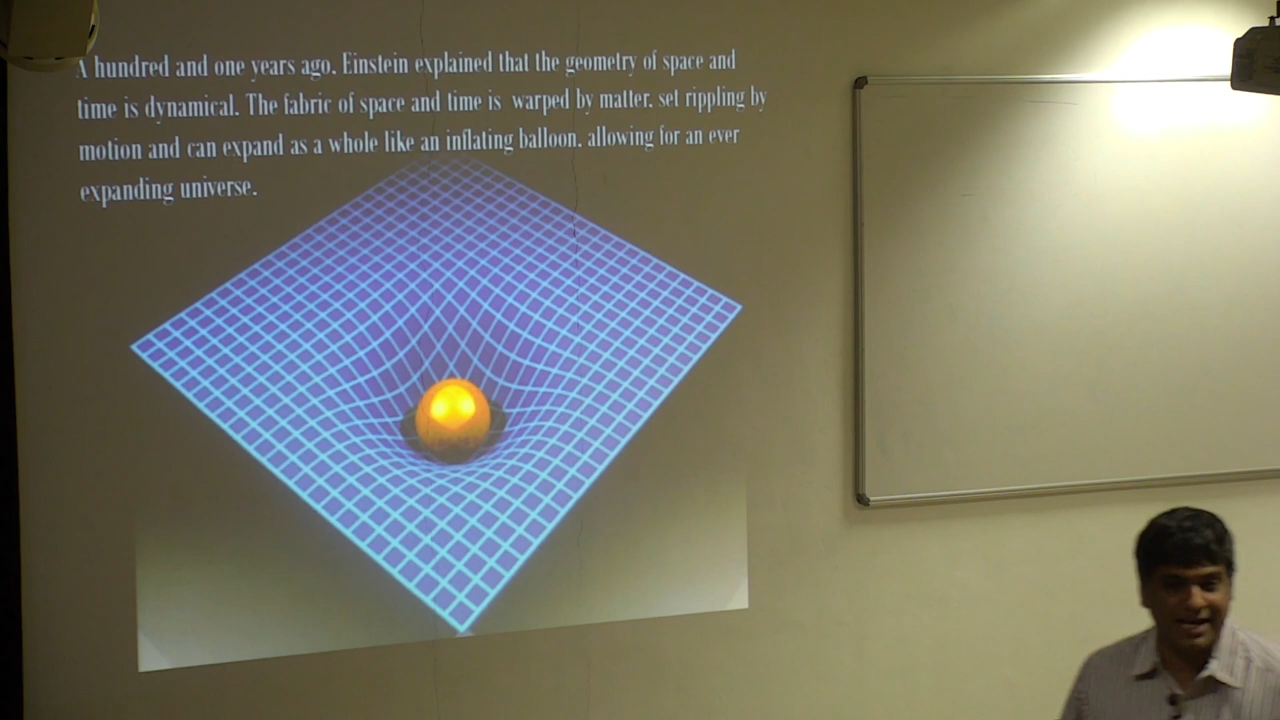 A hundred and one years ago. Einstein explained that the geometry of space and
time is dynamical. The fabric of space and time is warped by matter. set rippling by
motion and can expand as a whole like an inflating balloon. allowing for an ever
expanding universe.